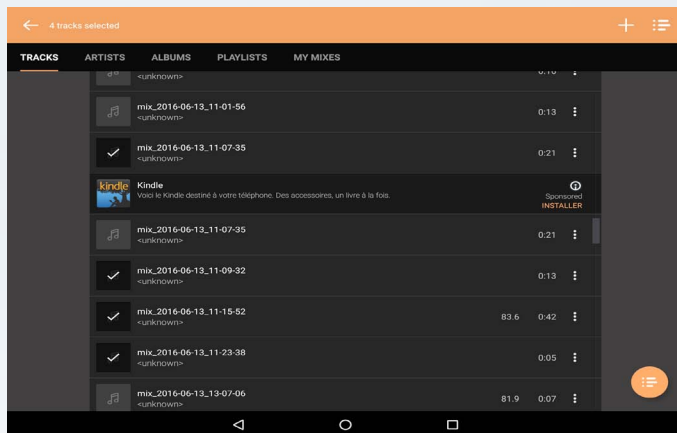 4 tracks selected
TRACKS ARTISTS ALBUMS PLAYLISTS MY MIXES
<unknown>
mix_2016-06-13_11-01-56
<unknown>
0:13
mix_2016-06-13_11-07-35
<unknown>
0:21
kindle
Kindle
Voici le Kindle destiné à votre téléphone. Des accessoires, un livre à la fois.
Sponsored
INSTALLER
mix_2016-06-13_11-07-35
<unknown>
0:21
mix_2016-06-13_11-09-32
<unknown>
0:13
mix_2016-06-13_11-15-52
<unknown>
83.6 0:42
mix_2016-06-13_11-23-38
<unknown>
0:05
mix_2016-06-13_13-07-06
<unknown>
81.9 0:07